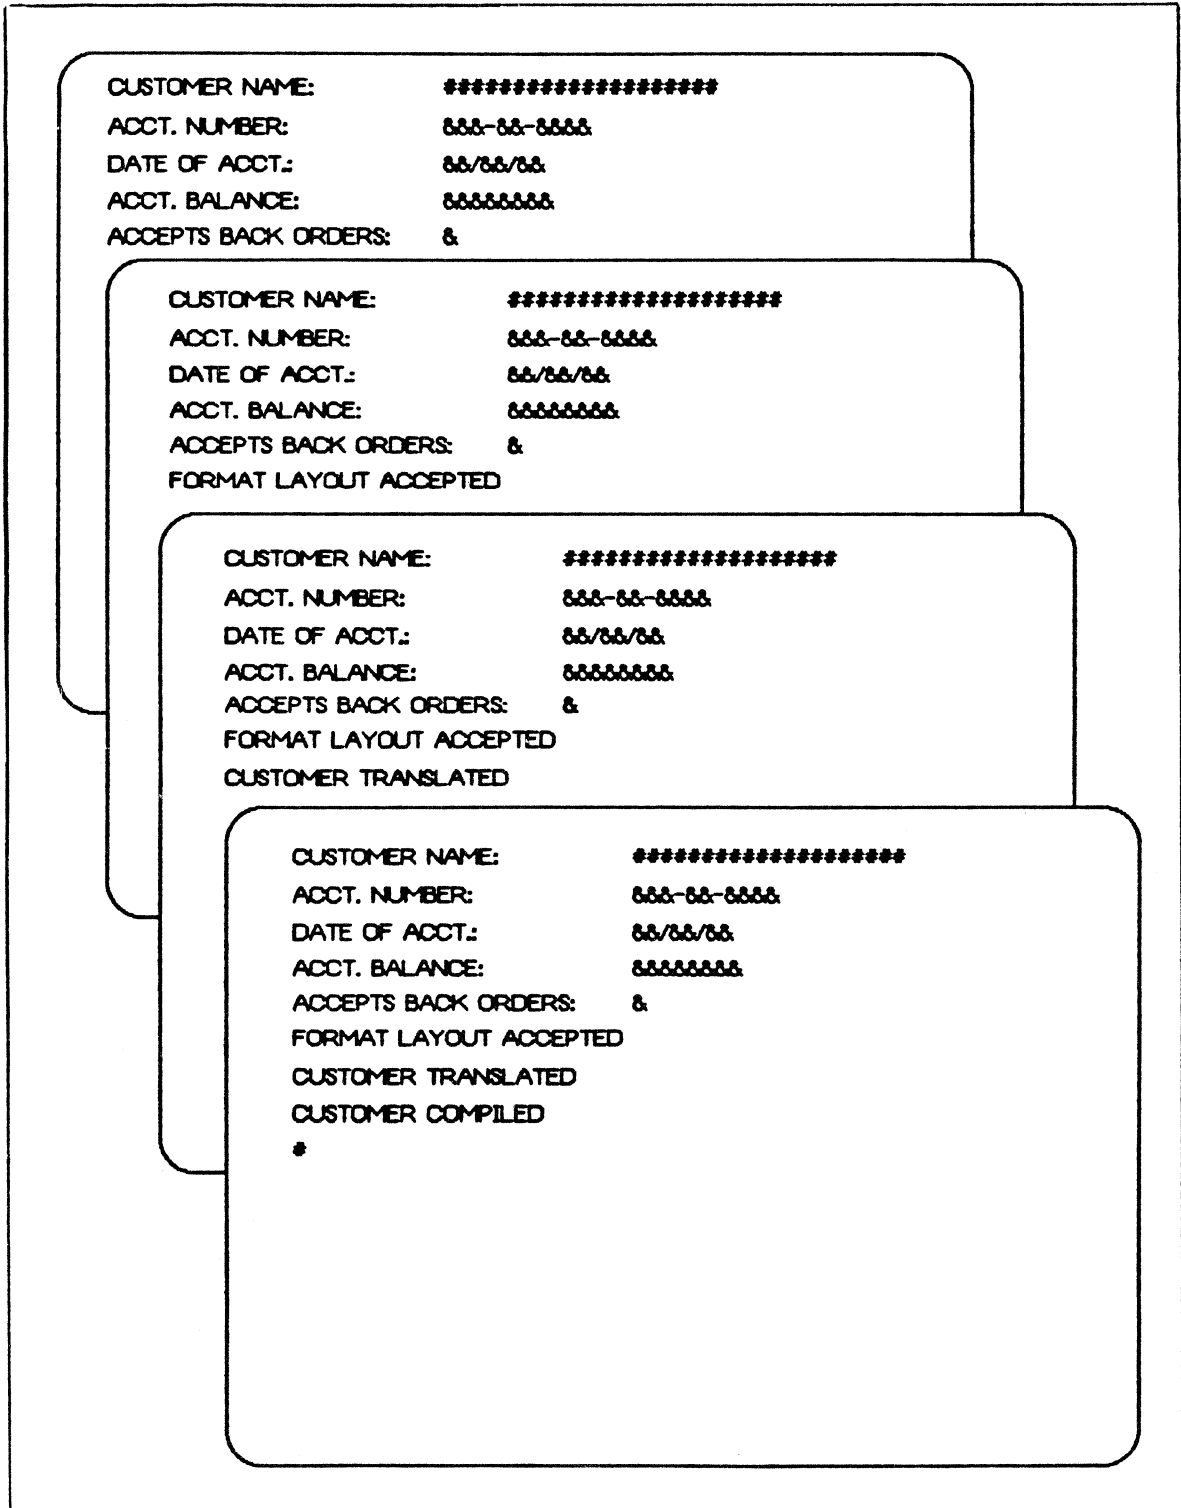 CUSTOMER NAME: ####################
ACCT. NUMBER: &&&-&&-&&&&
DATE OF ACCT.: &&/&&/&&
ACCT. BALANCE: &&&&&&&&
ACCEPTS BACK ORDERS: &
CUSTOMER NAME: ####################
ACCT. NUMBER: &&&-&&-&&&&
DATE OF ACCT.: &&/&&/&&
ACCT. BALANCE: &&&&&&&&
ACCEPTS BACK ORDERS: &
FORMAT LAYOUT ACCEPTED
CUSTOMER NAME: ####################
ACCT. NUMBER: &&&-&&-&&&&
DATE OF ACCT.: &&/&&/&&
ACCT. BALANCE: &&&&&&&&
ACCEPTS BACK ORDERS: &
FORMAT LAYOUT ACCEPTED
CUSTOMER TRANSLATED
CUSTOMER NAME: ####################
ACCT. NUMBER: &&&-&&-&&&&
DATE OF ACCT.: &&/&&/&&
ACCT. BALANCE: &&&&&&&&
ACCEPTS BACK ORDERS: &
FORMAT LAYOUT ACCEPTED
CUSTOMER TRANSLATED
CUSTOMER COMPILED
#